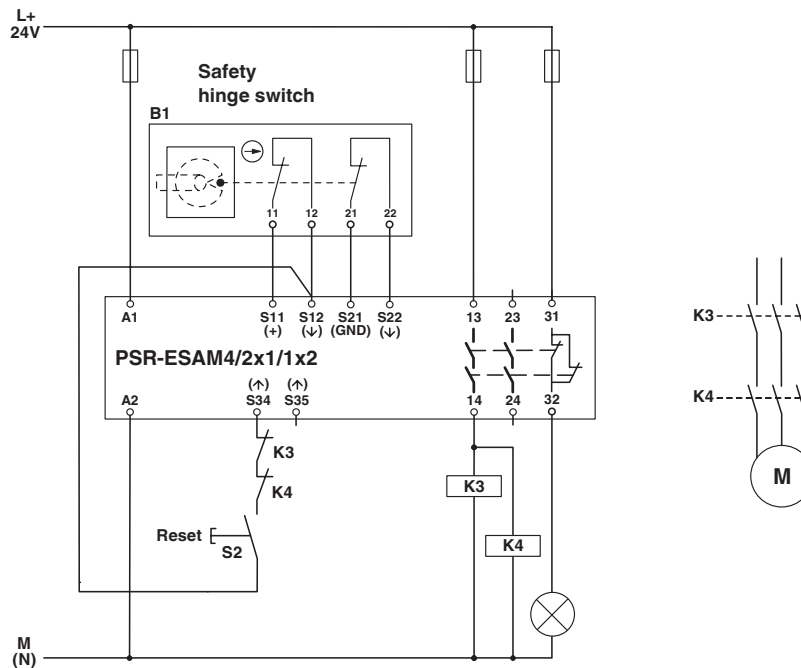 L+
24V
Safety
hinge switch
B1
11 12 21 22
A1 S11 S12 S21 S22 13 23 31
(+) (↓) (GND) (↓)
PSR-ESAM4/2x1/1x2
(↑) (↑)
A2 S34 S35 14 24 32
K3
K4
Reset
S2
K3
K4
M
(N)
K3
K4
M